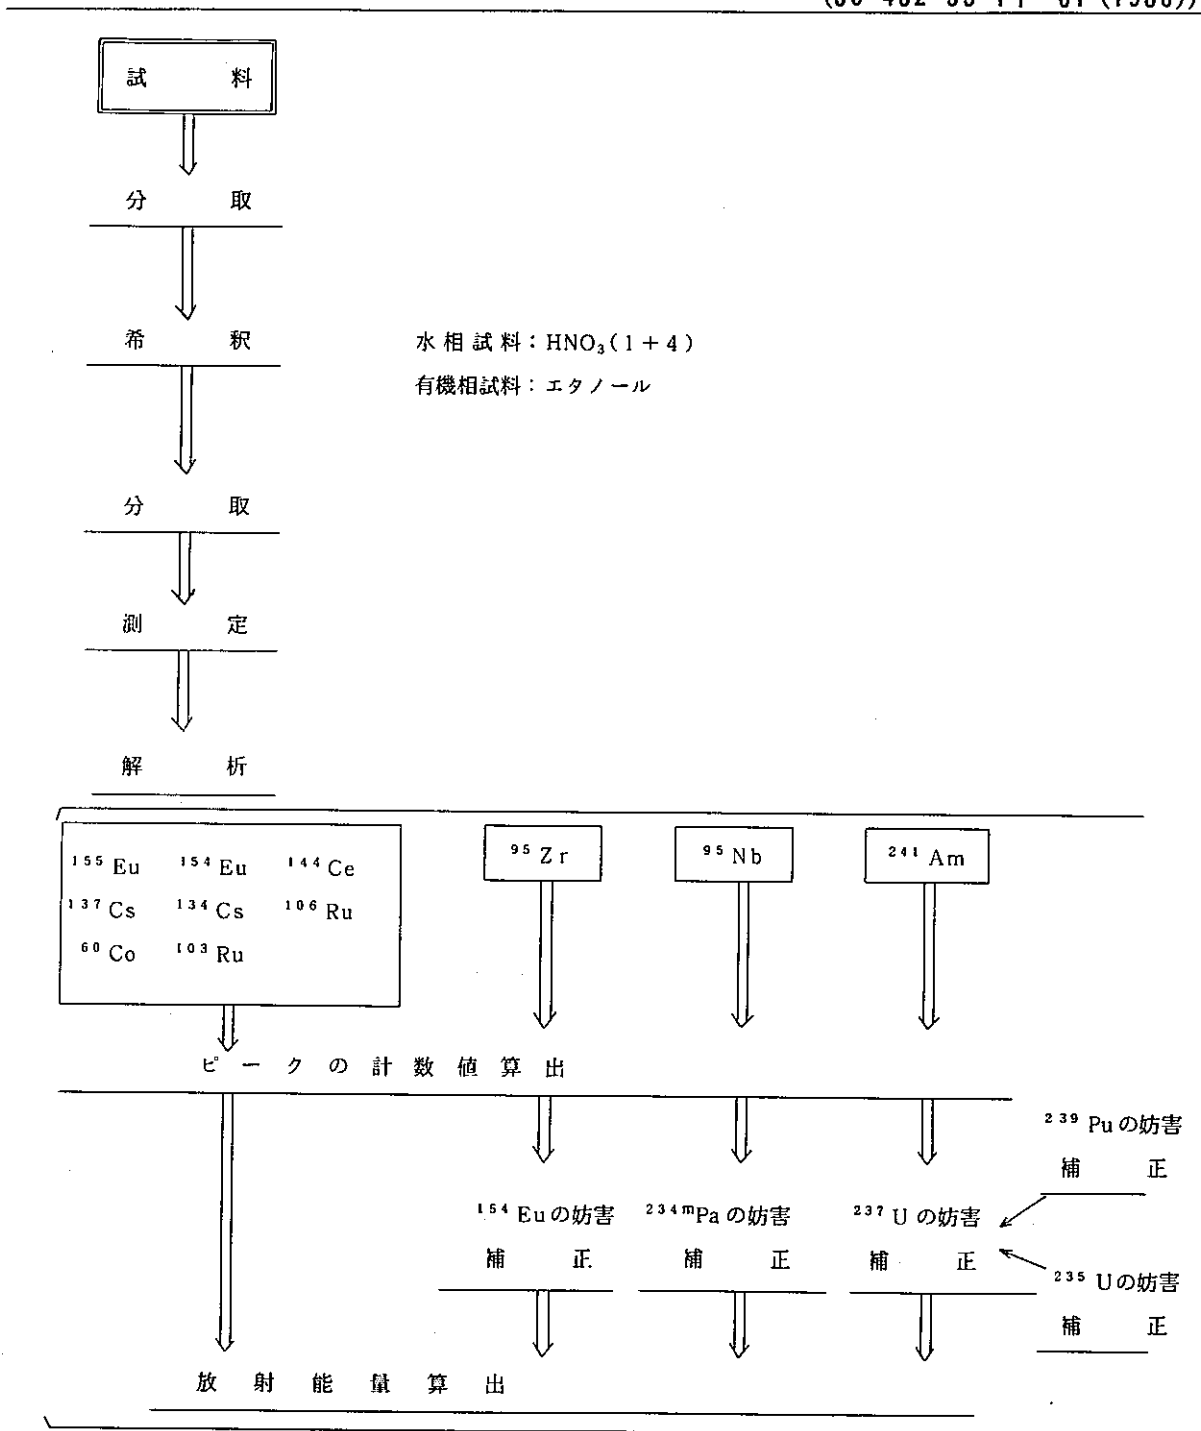 試 料
分 取
希 釈
水相試料：HNO₃(1+4)
有機相試料：エタノール
分 取
測 定
解 析
¹⁵⁵Eu ¹⁵⁴Eu ¹⁴⁴Ce
¹³⁷Cs ¹³⁴Cs ¹⁰⁶Ru
⁶⁰Co ¹⁰³Ru
⁹⁵Zr
⁹⁵Nb
²⁴¹Am
ピークの計数値算出
²³⁹Puの妨害
補 正
¹⁵⁴Euの妨害
補 正
²³⁴ᵐPaの妨害
補 正
²³⁷Uの妨害
補 正
²³⁵Uの妨害
補 正
放射能量算出